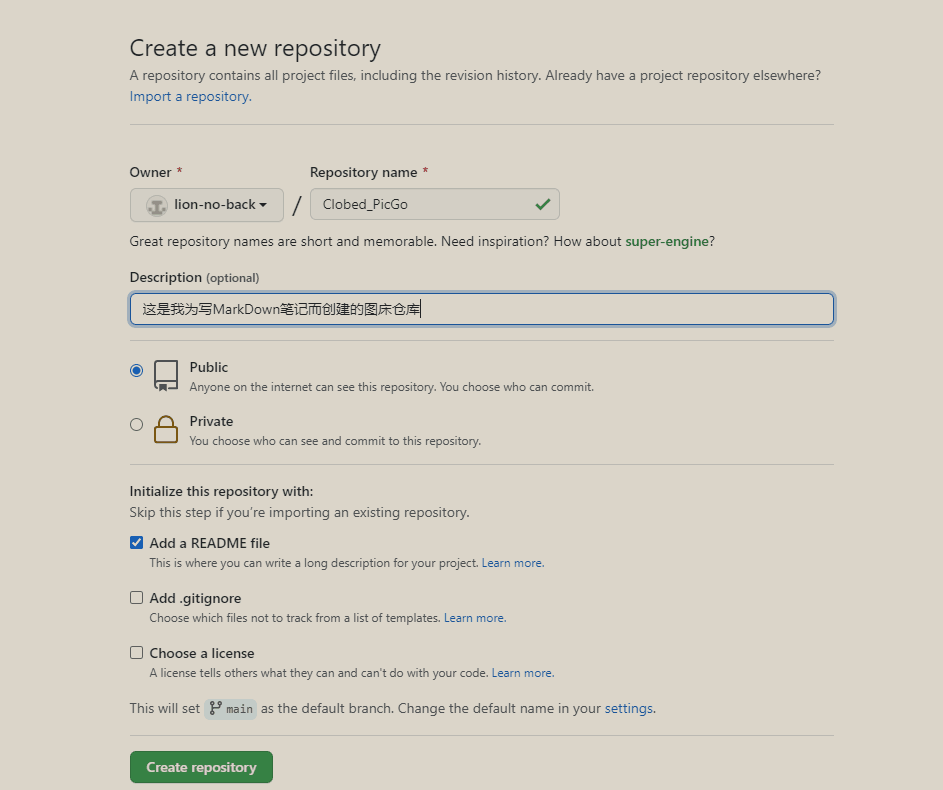 Create a new repository
A repository contains all project files, including the revision history. Already have a project repository elsewhere?
Import a repository.
Owner * Repository name *
lion-no-back / Clobed_PicGo
Great repository names are short and memorable. Need inspiration? How about super-engine?
Description (optional)
这是我为写MarkDown笔记而创建的图床仓库
Public
Anyone on the internet can see this repository. You choose who can commit.
Private
You choose who can see and commit to this repository.
Initialize this repository with:
Skip this step if you're importing an existing repository.
Add a README file
This is where you can write a long description for your project. Learn more.
Add .gitignore
Choose which files not to track from a list of templates. Learn more.
Choose a license
A license tells others what they can and can't do with your code. Learn more.
This will set main as the default branch. Change the default name in your settings.
Create repository